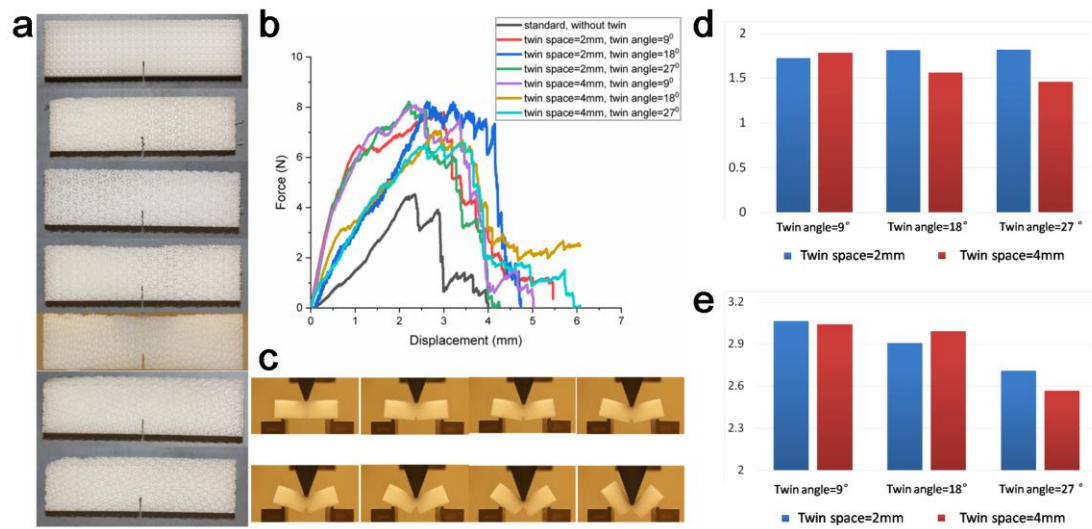 a
b
standard, without twin
twin space=2mm, twin angle=9⁰
twin space=2mm, twin angle=18⁰
twin space=2mm, twin angle=27⁰
twin space=4mm, twin angle=9⁰
twin space=4mm, twin angle=18⁰
twin space=4mm, twin angle=27⁰
10
8
6
4
2
0
Force (N)
0 1 2 3 4 5 6 7
Displacement (mm)
c
d
2
1.5
1
0.5
0
Twin angle=9° Twin angle=18° Twin angle=27 °
Twin space=2mm Twin space=4mm
e
3.2
2.9
2.6
2.3
2
Twin angle=9° Twin angle=18° Twin angle=27 °
Twin space=2mm Twin space=4mm